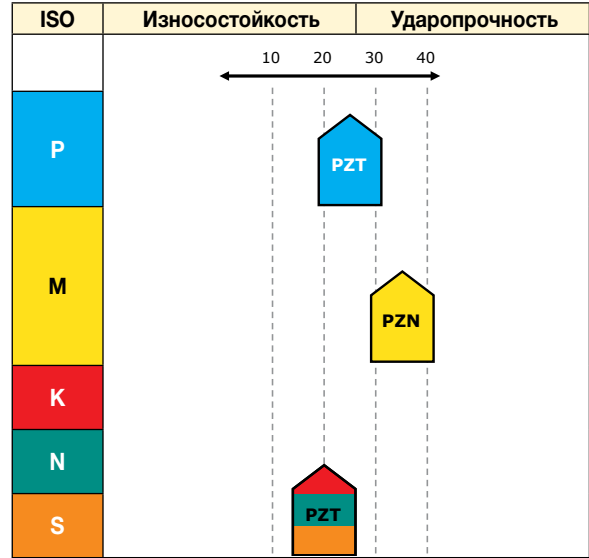 ISO Износостойкость Ударопрочность
10 20 30 40
P
PZT
M
PZN
K
N
PZT
S